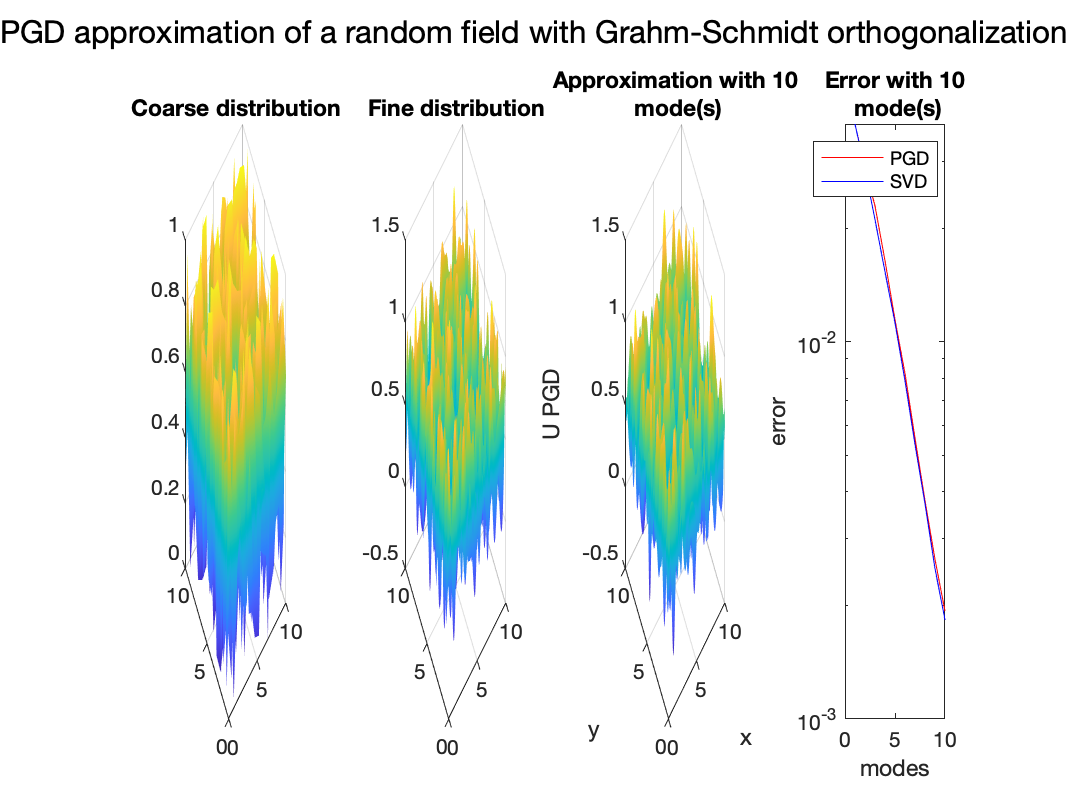 PGD approximation of a random field with Grahm-Schmidt orthogonalization
Coarse distribution
1
0.8
0.6
0.4
0.2
0
10
5
00
5
10
Fine distribution
1.5
1
0.5
0
-0.5
10
5
00
5
10
Approximation with 10
mode(s)
U PGD
1.5
1
0.5
0
-0.5
10
5
00
5
10
y
x
Error with 10
mode(s)
PGD
SVD
error
10-2
10-3
0 5 10
modes